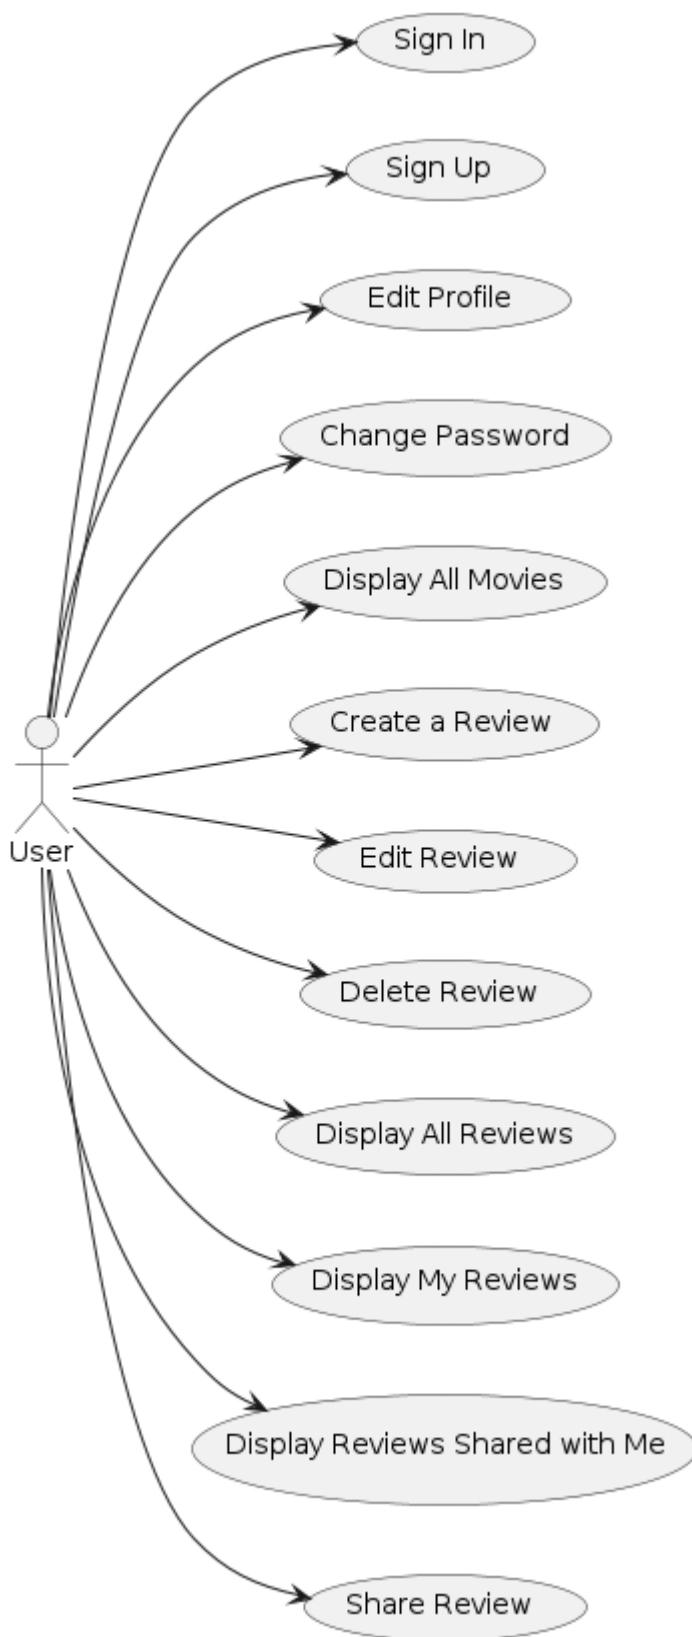 Sign In
Sign Up
Edit Profile
Change Password
Display All Movies
Create a Review
User
Edit Review
Delete Review
Display All Reviews
Display My Reviews
Display Reviews Shared with Me
Share Review